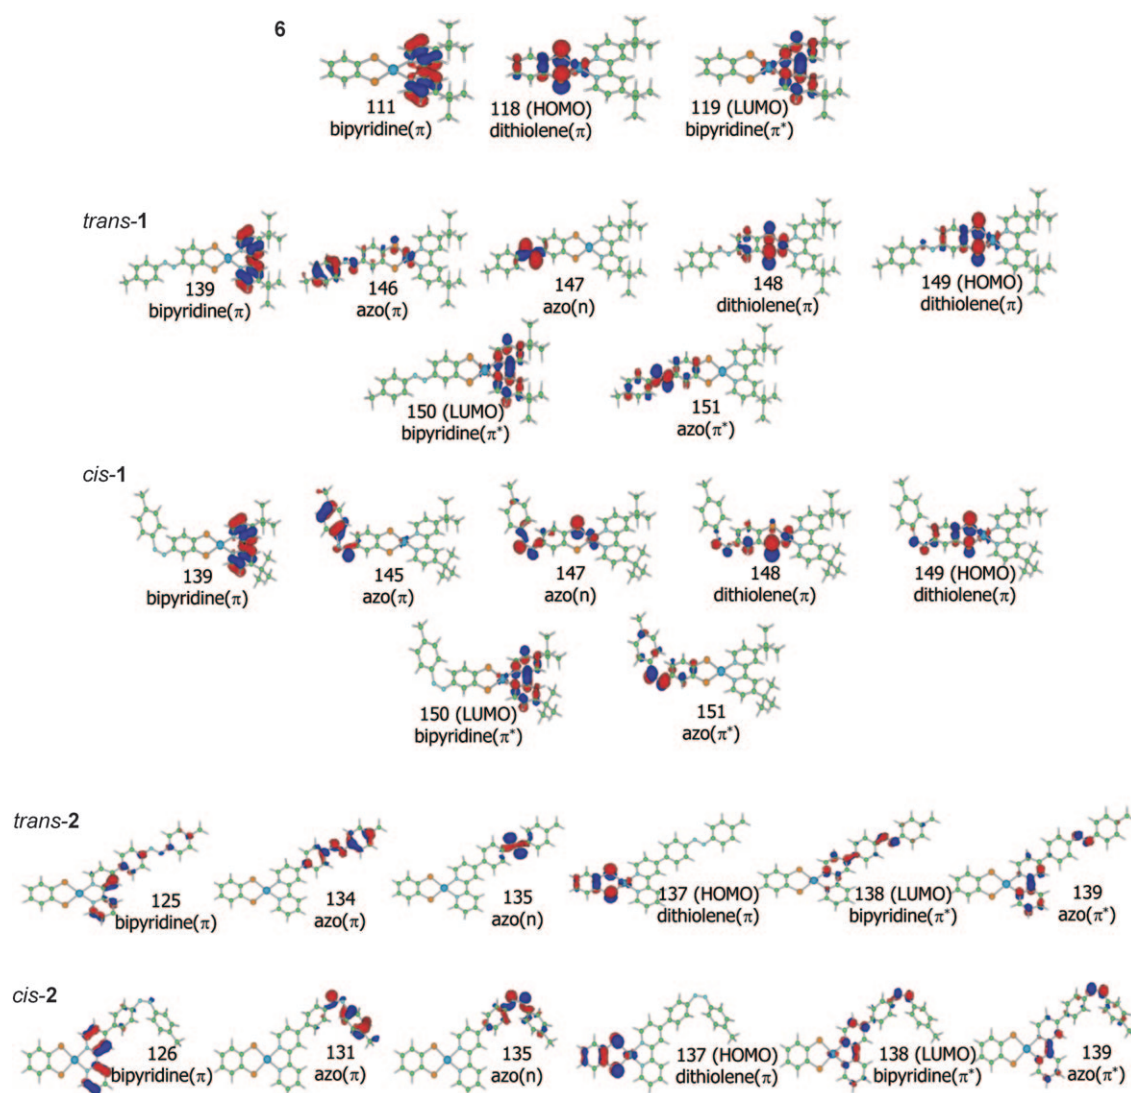 6
111
bipyridine(π)
118 (HOMO)
dithiolene(π)
119 (LUMO)
bipyridine(π*)
trans-1
139
bipyridine(π)
146
azo(π)
147
azo(n)
148
dithiolene(π)
149 (HOMO)
dithiolene(π)
150 (LUMO)
bipyridine(π*)
151
azo(π*)
cis-1
139
bipyridine(π)
145
azo(π)
147
azo(n)
148
dithiolene(π)
149 (HOMO)
dithiolene(π)
150 (LUMO)
bipyridine(π*)
151
azo(π*)
trans-2
125
bipyridine(π)
134
azo(π)
135
azo(n)
137 (HOMO)
dithiolene(π)
138 (LUMO)
bipyridine(π*)
139
azo(π*)
cis-2
126
bipyridine(π)
131
azo(π)
135
azo(n)
137 (HOMO)
dithiolene(π)
138 (LUMO)
bipyridine(π*)
139
azo(π*)